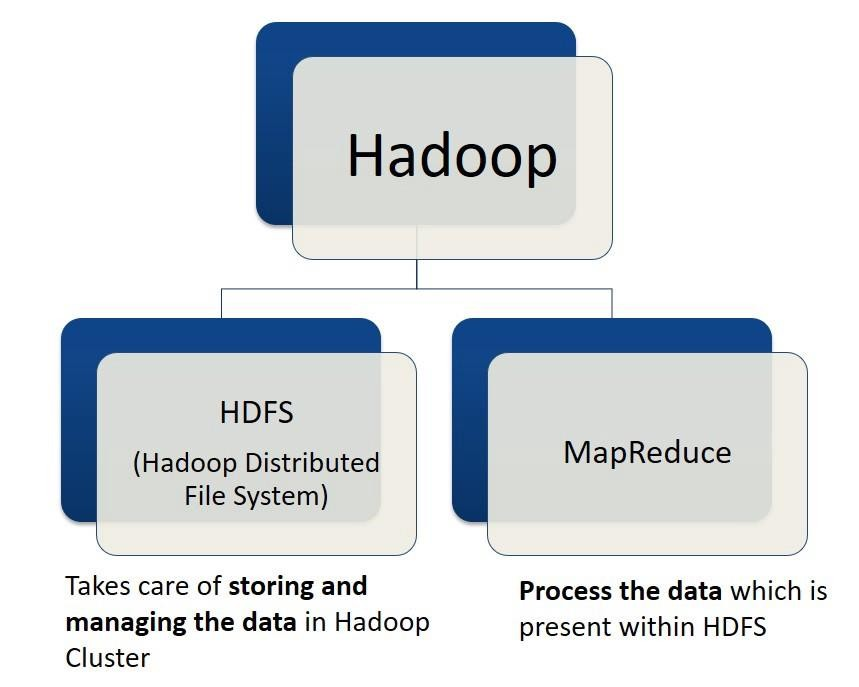 Hadoop
HDFS
(Hadoop Distributed
File System)
MapReduce
Takes care of storing and
managing the data in Hadoop
Cluster
Process the data which is
present within HDFS